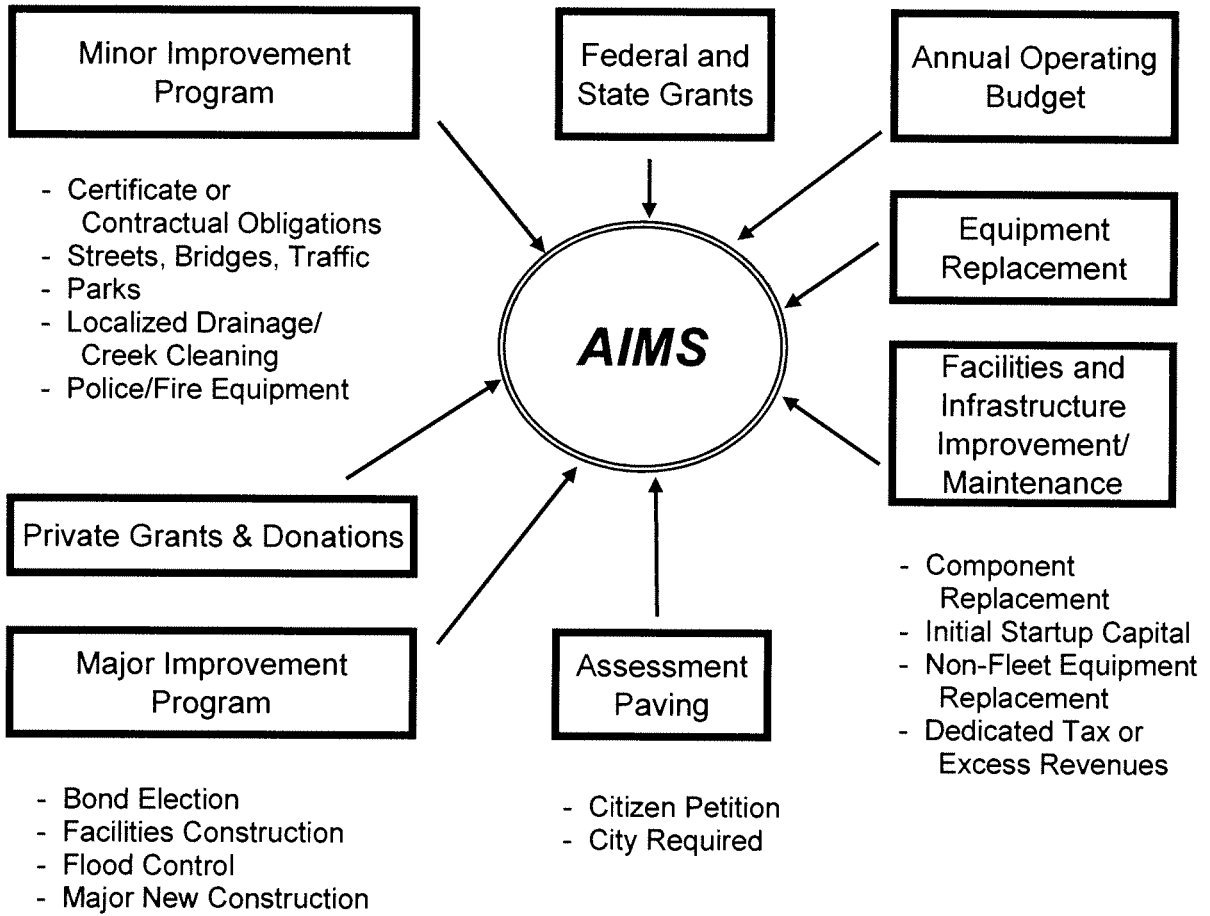 Minor Improvement
Program
- Certificate or
Contractual Obligations
- Streets, Bridges, Traffic
- Parks
- Localized Drainage/
Creek Cleaning
- Police/Fire Equipment
Federal and
State Grants
Annual Operating
Budget
Equipment
Replacement
AIMS
Facilities and
Infrastructure
Improvement/
Maintenance
- Component
Replacement
- Initial Startup Capital
- Non-Fleet Equipment
Replacement
- Dedicated Tax or
Excess Revenues
Private Grants & Donations
Major Improvement
Program
- Bond Election
- Facilities Construction
- Flood Control
- Major New Construction
Assessment
Paving
- Citizen Petition
- City Required